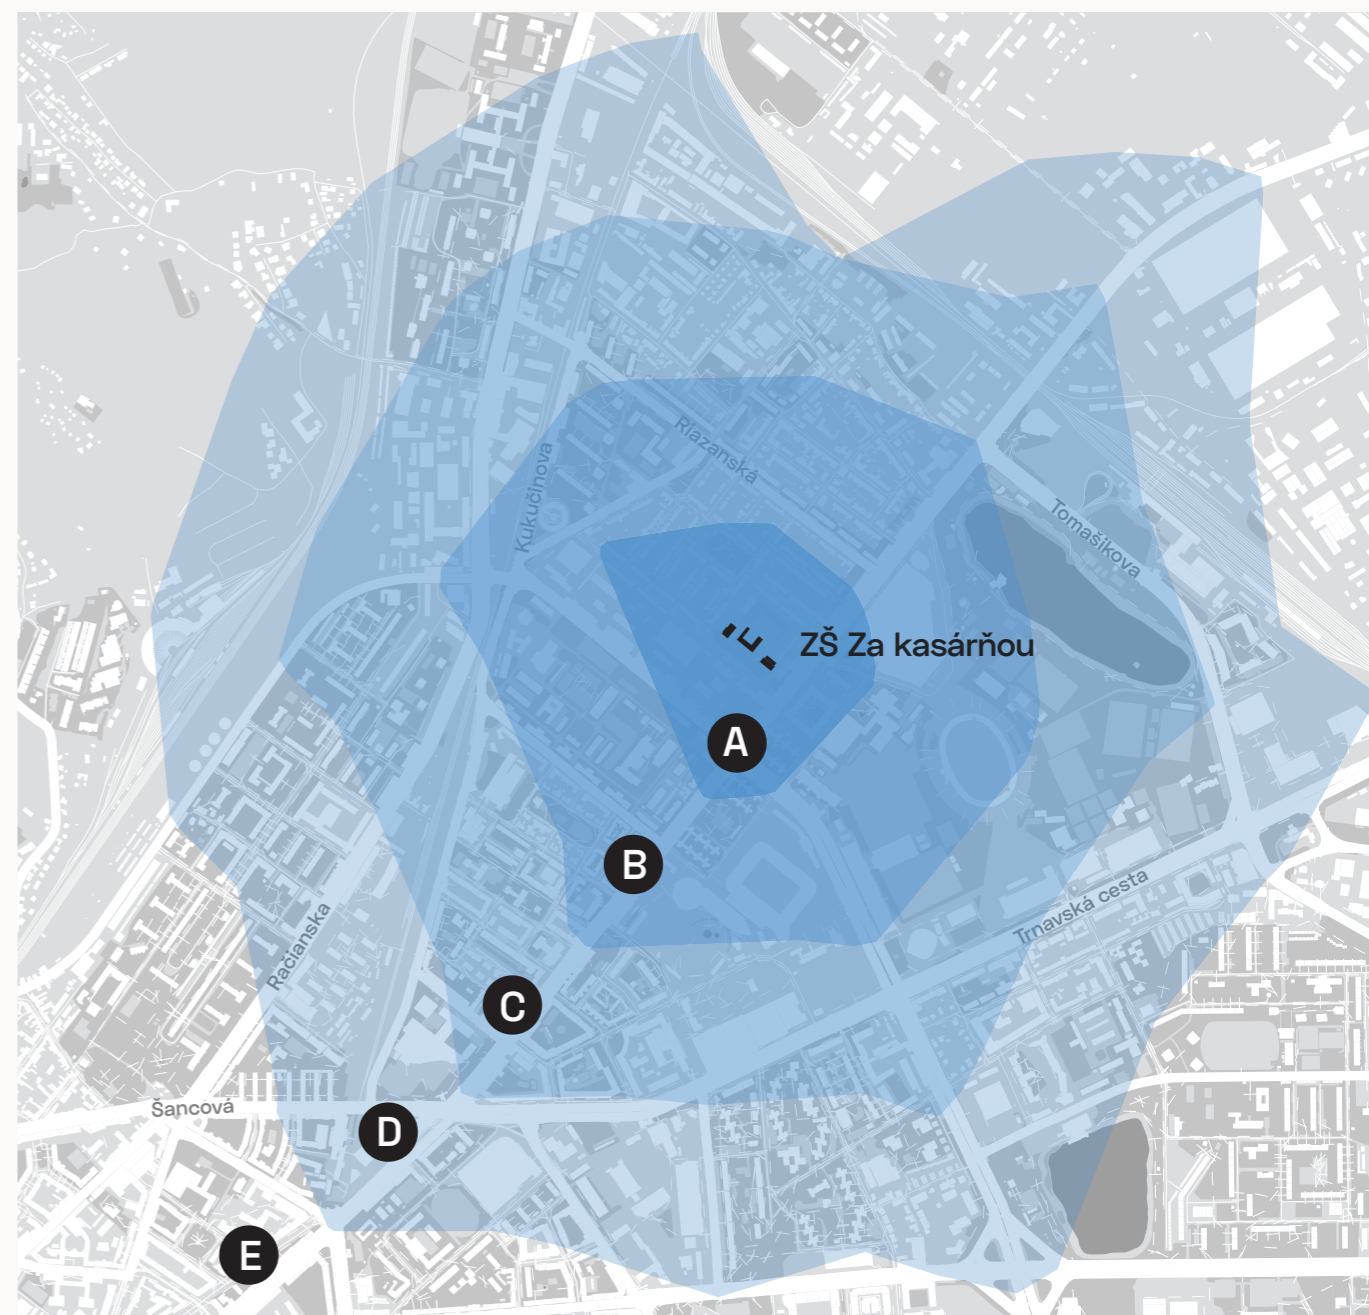 Riazanská
Kukučínova
Tomašikova
ZŠ Za kasárňou
A
B
Trnavská cesta
Račianska
C
Šancová
D
E